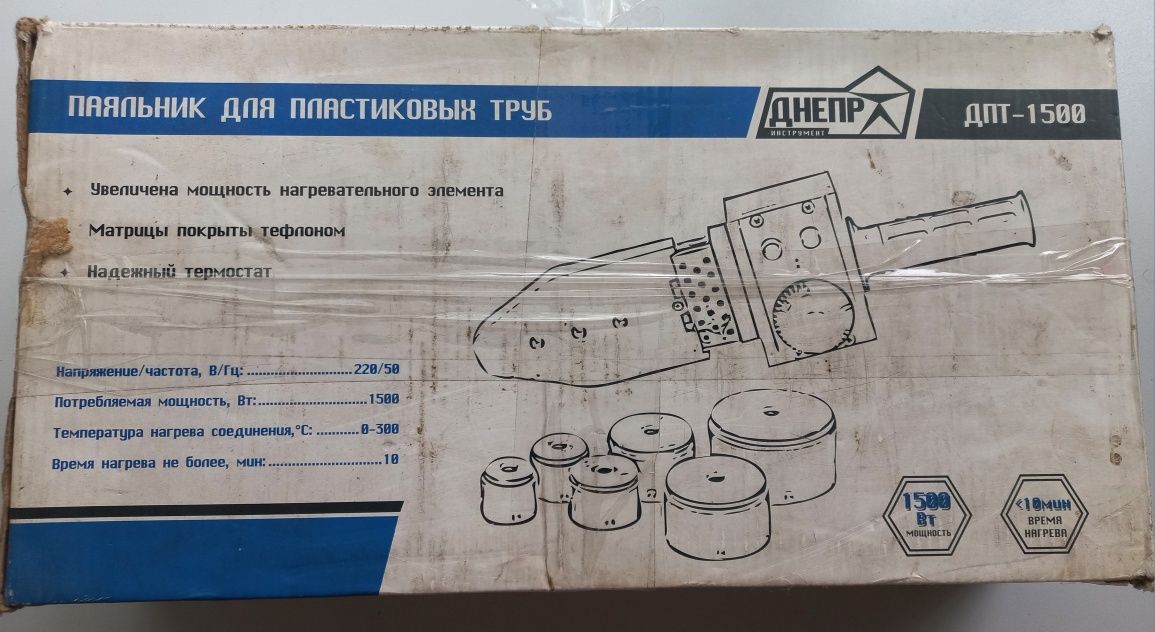 ПАЯЛЬНИК ДЛЯ ПЛАСТИКОВЫХ ТРУБ
ДНЕПР
ИНСТРУМЕНТ
ДПТ-1500
Увеличена мощность нагревательного элемента
Матрицы покрыты тефлоном
Надежный термостат
Напряжение/частота, В/Гц:..........................220/50
Потребляемая мощность, Вт:...........................1500
Температура нагрева соединения,°С: ...........0-300
Время нагрева не более, мин:............................10
1500
Вт
МОЩНОСТЬ
<10мин
ВРЕМЯ
НАГРЕВА